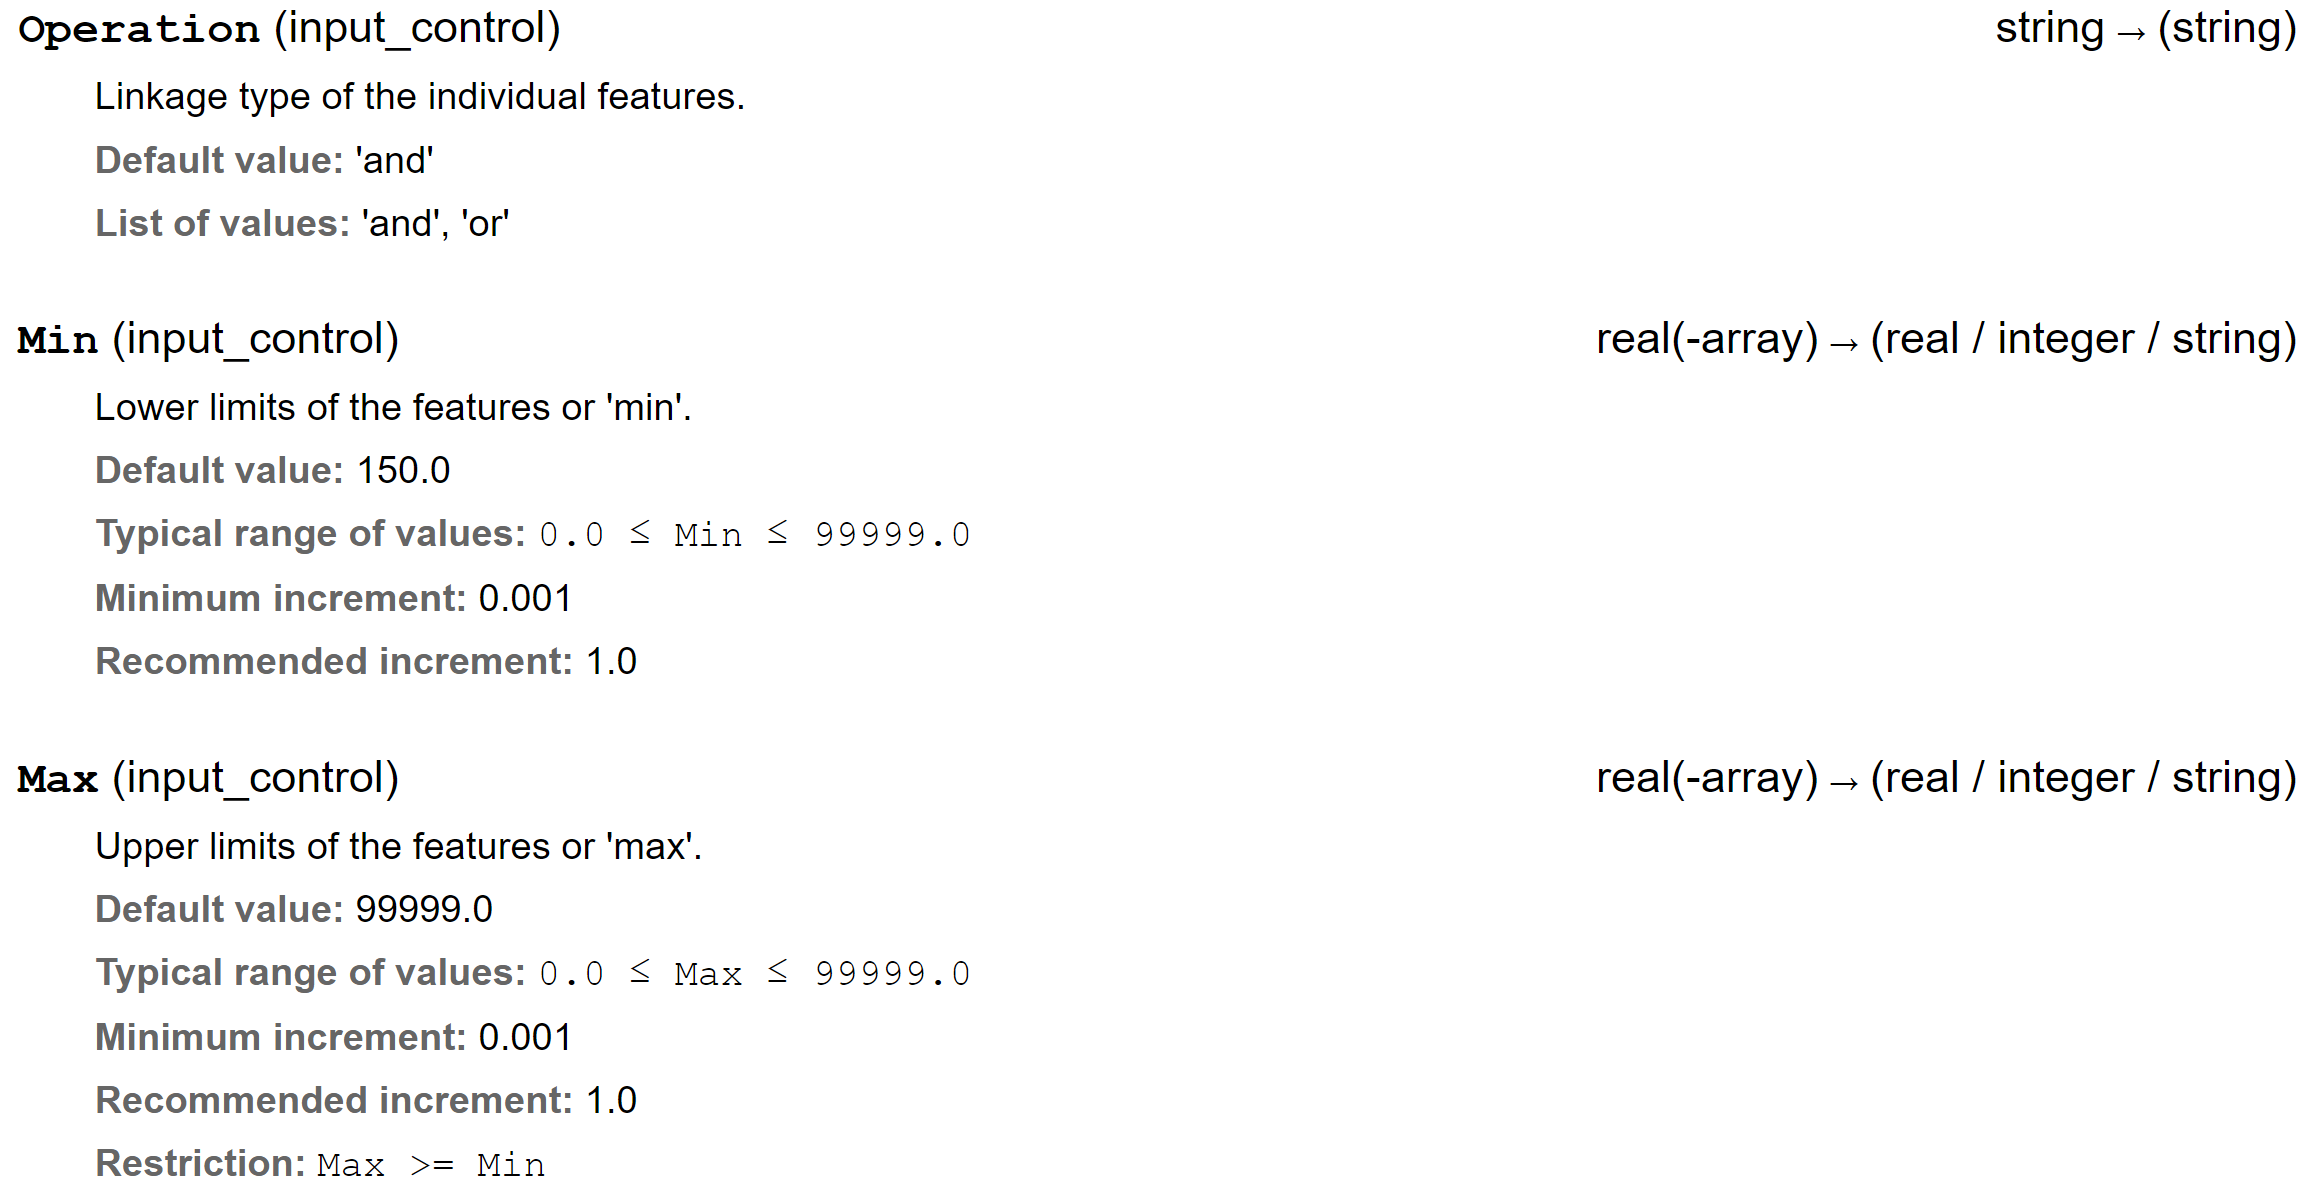 Operation (input_control) string → (string)
Linkage type of the individual features.
Default value: 'and'
List of values: 'and', 'or'
Min (input_control) real(-array) → (real / integer / string)
Lower limits of the features or 'min'.
Default value: 150.0
Typical range of values: 0.0 ≤ Min ≤ 99999.0
Minimum increment: 0.001
Recommended increment: 1.0
Max (input_control) real(-array) → (real / integer / string)
Upper limits of the features or 'max'.
Default value: 99999.0
Typical range of values: 0.0 ≤ Max ≤ 99999.0
Minimum increment: 0.001
Recommended increment: 1.0
Restriction: Max >= Min